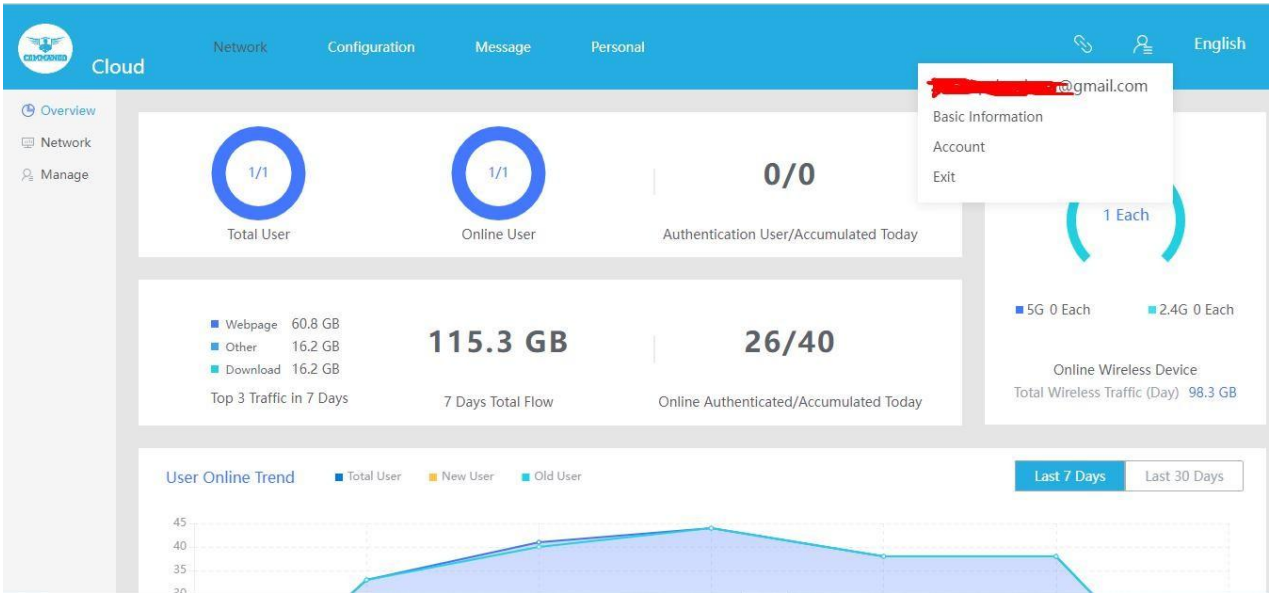 COMMANDO
Cloud
Network Configuration Message Personal
English
@gmail.com
Basic Information
Account
Exit
Overview
Network
Manage
1/1
Total User
1/1
Online User
0/0
Authentication User/Accumulated Today
1 Each
5G 0 Each 2.4G 0 Each
Online Wireless Device
Total Wireless Traffic (Day) 98.3 GB
Webpage 60.8 GB
Other 16.2 GB
Download 16.2 GB
Top 3 Traffic in 7 Days
115.3 GB
7 Days Total Flow
26/40
Online Authenticated/Accumulated Today
User Online Trend Total User New User Old User
Last 7 Days Last 30 Days
45
40
35
30